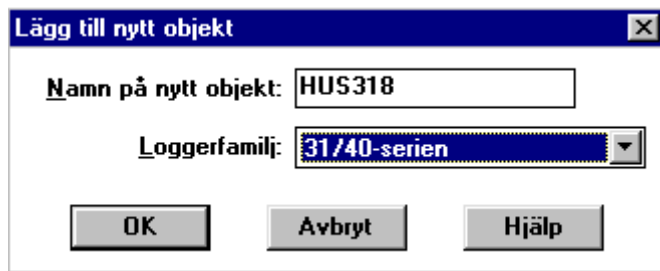 Lägg till nytt objekt
Namn på nytt objekt: HUS318
Loggerfamilj: 31/40-serien
OK Avbryt Hjälp